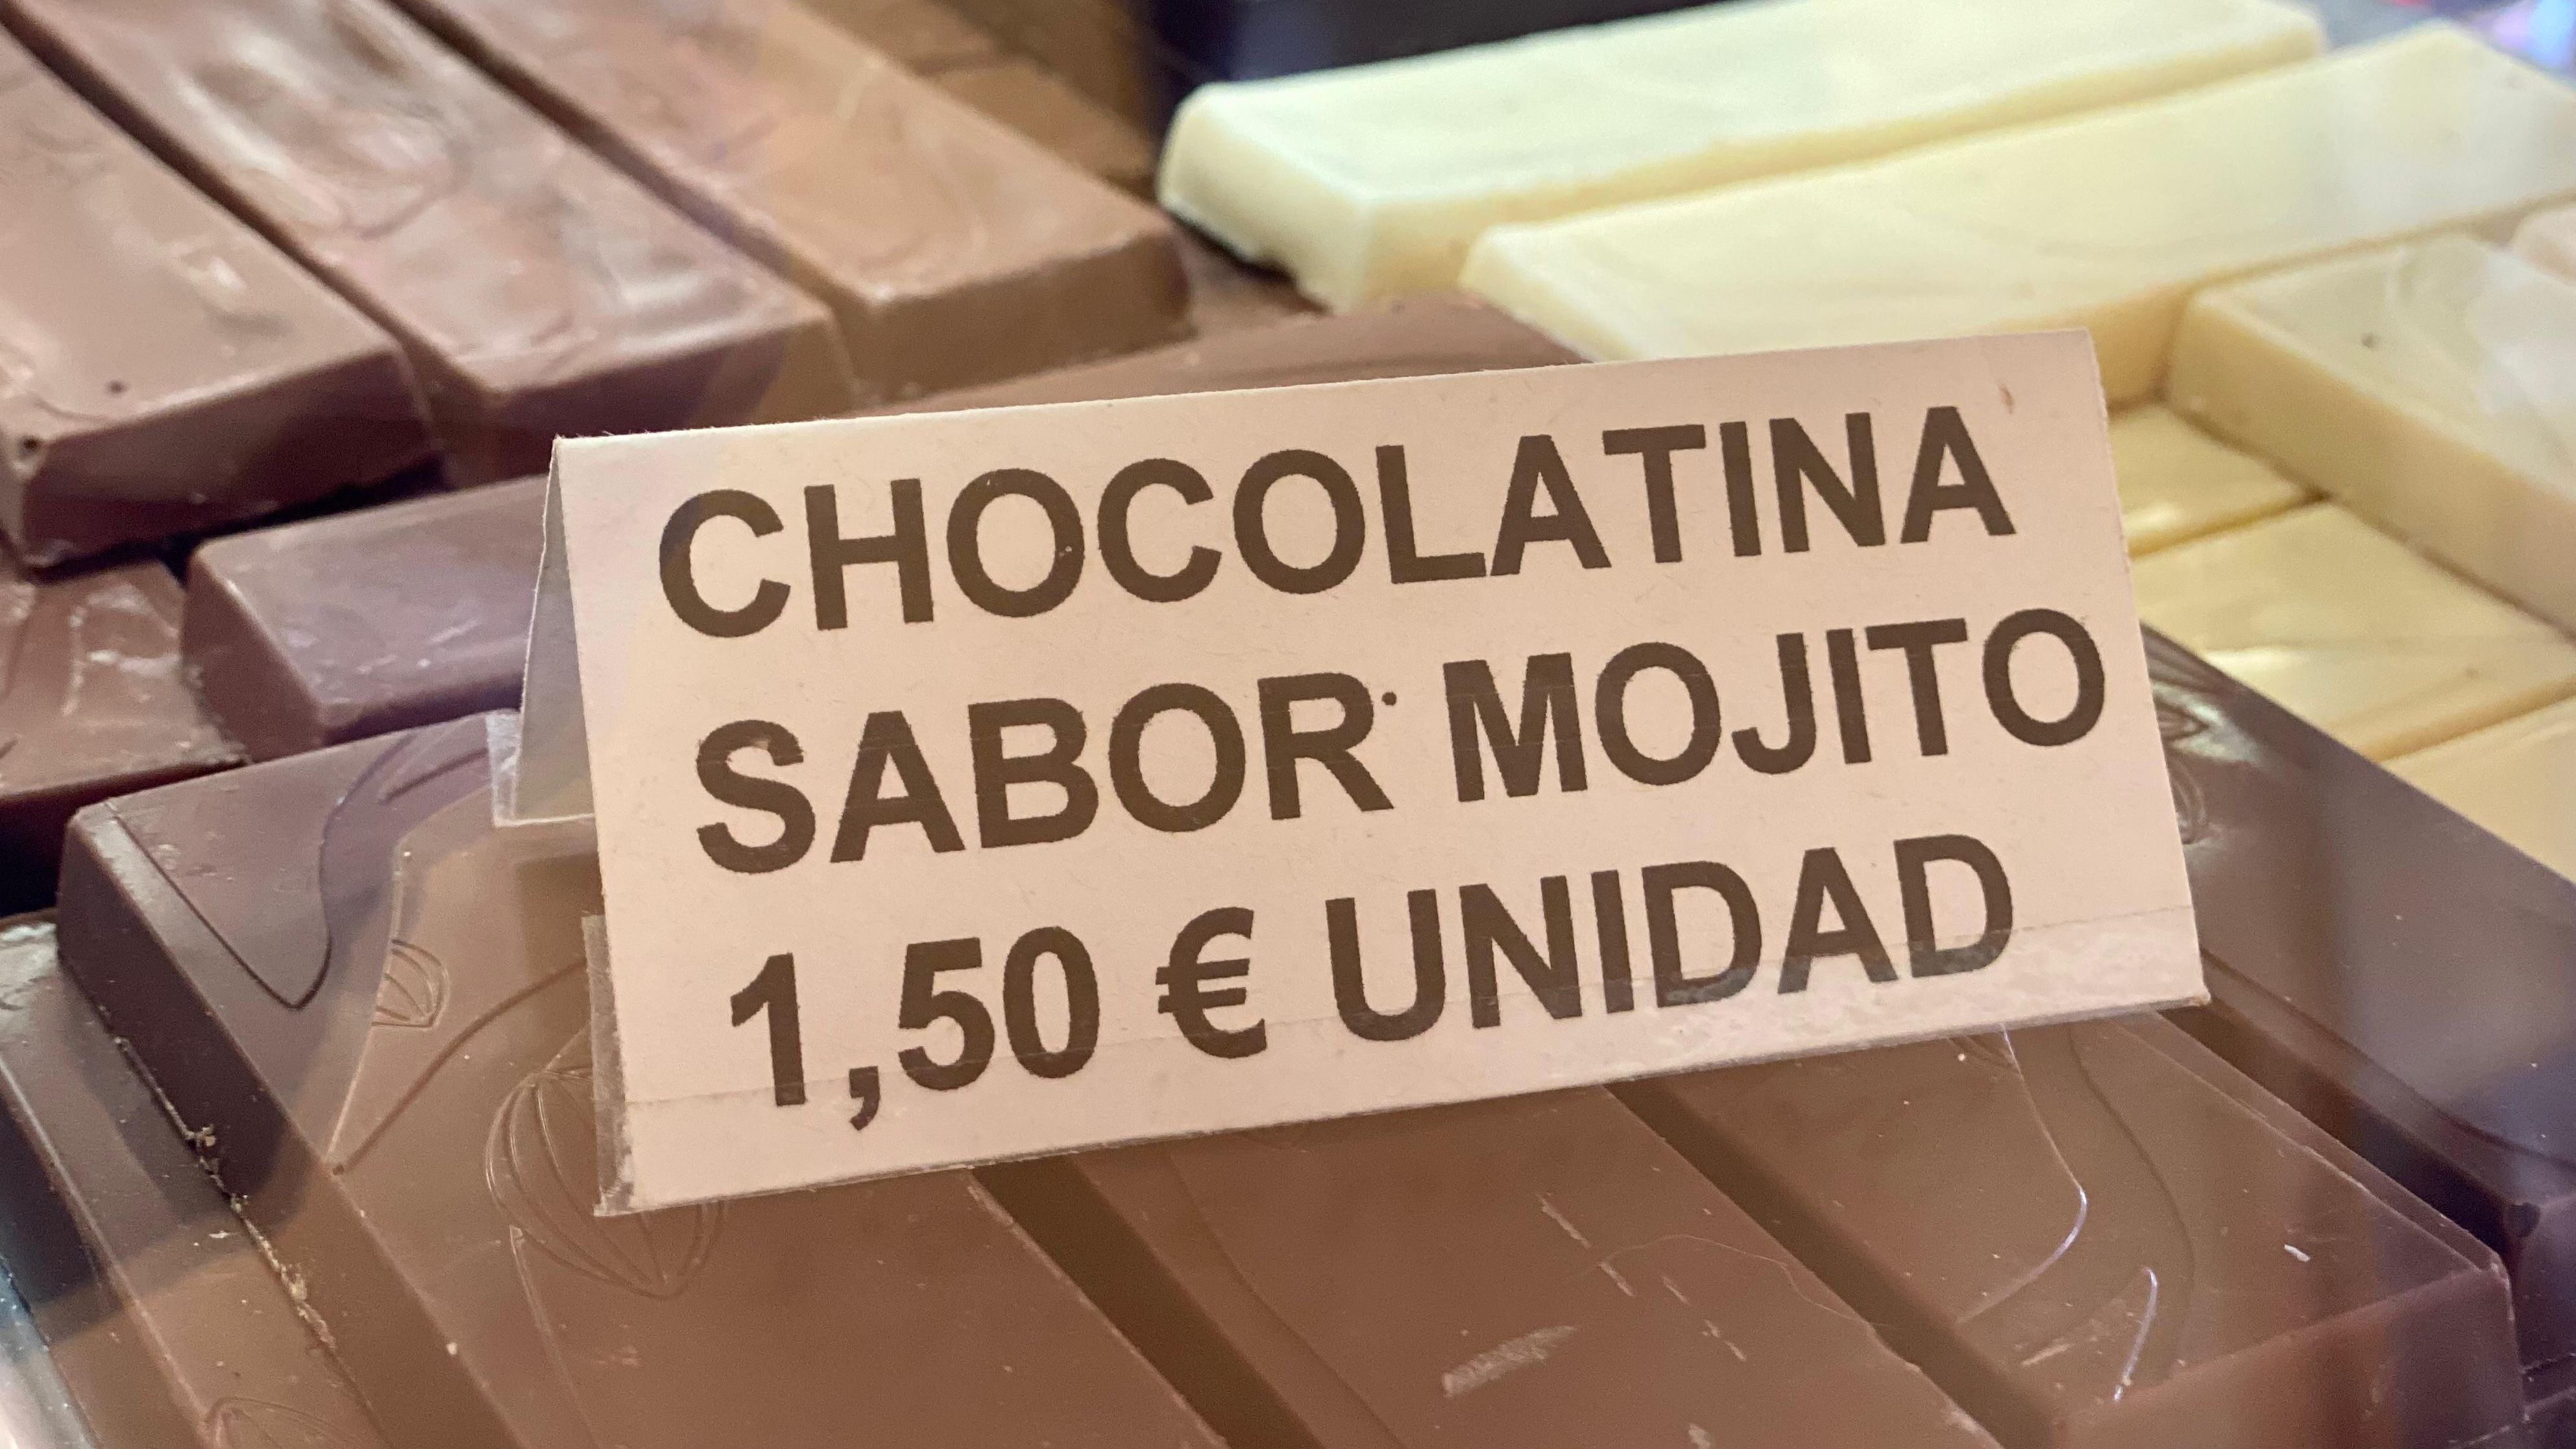 CHOCOLATINA
SABOR MOJITO
1,50 € UNIDAD